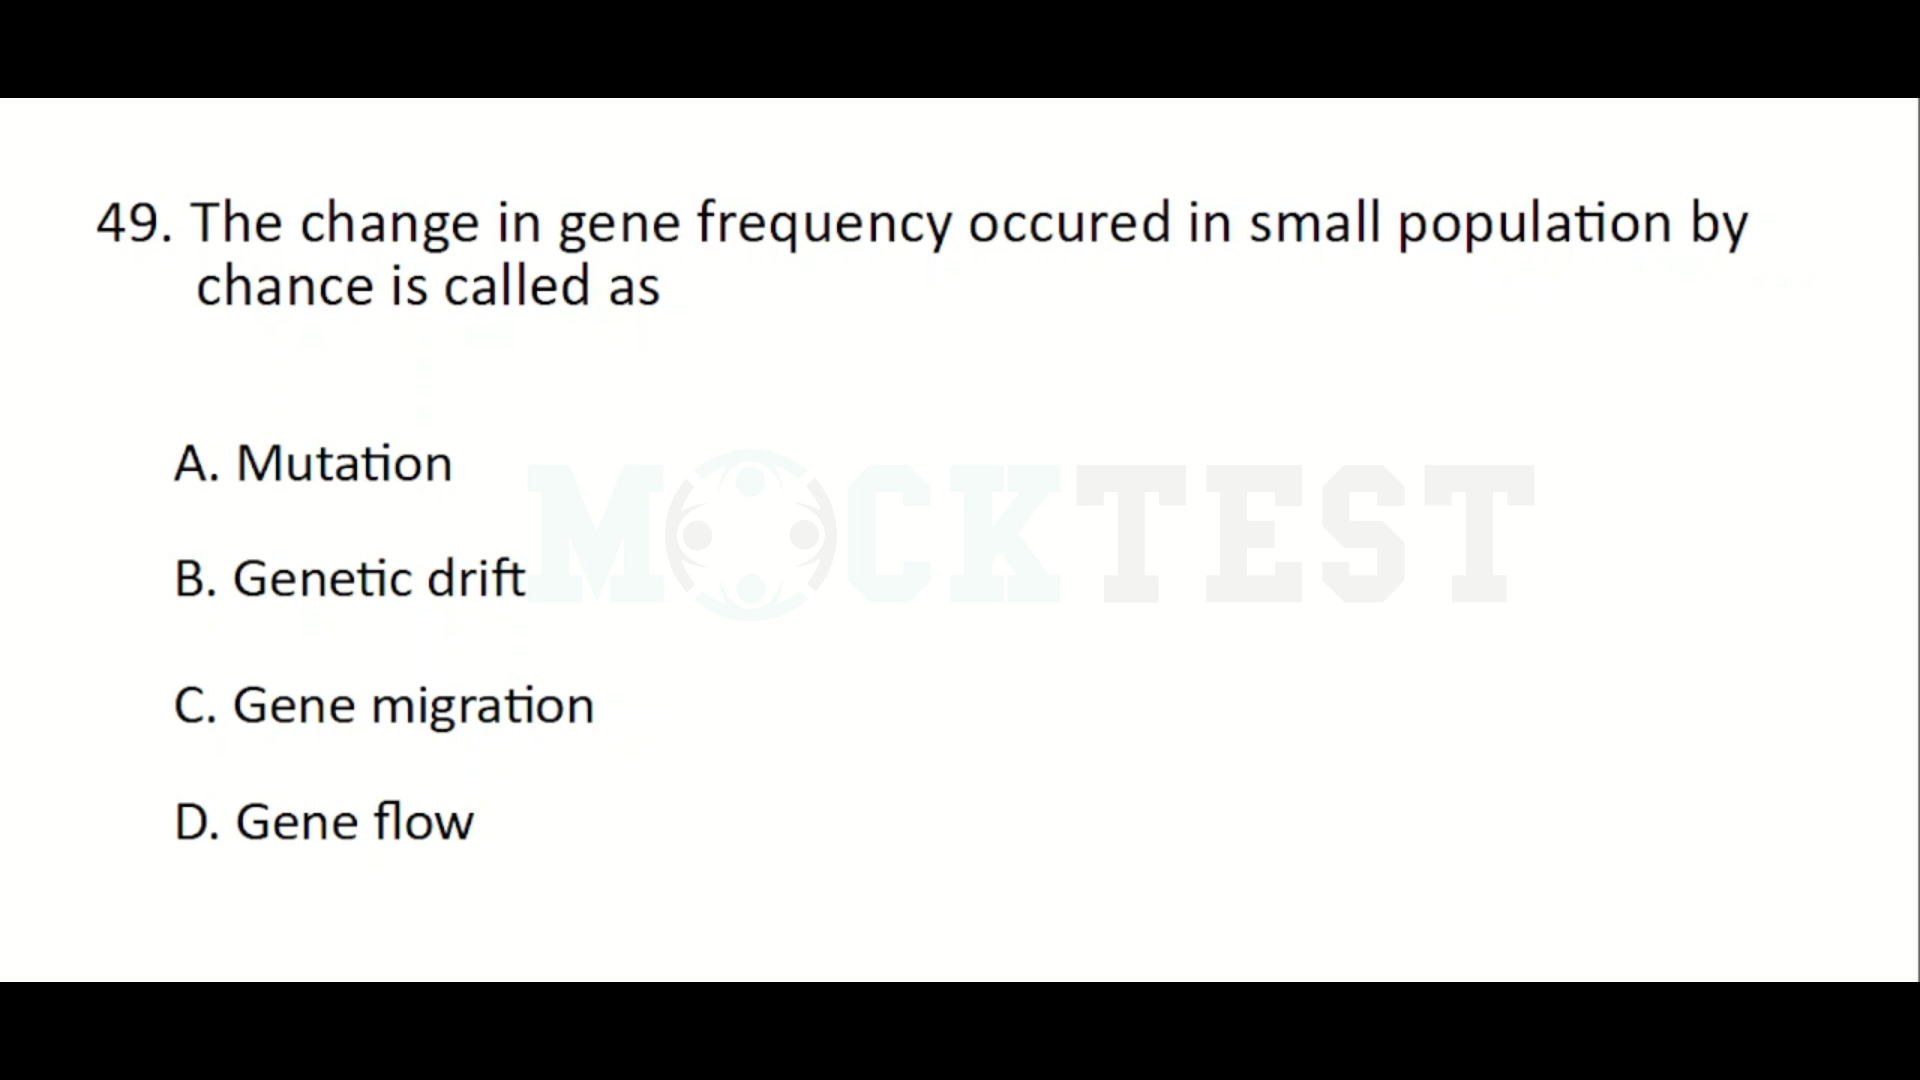 49. The change in gene frequency occured in small population by
chance is called as
A. Mutation
MOCKTEST
B. Genetic drift
C. Gene migration
D. Gene flow